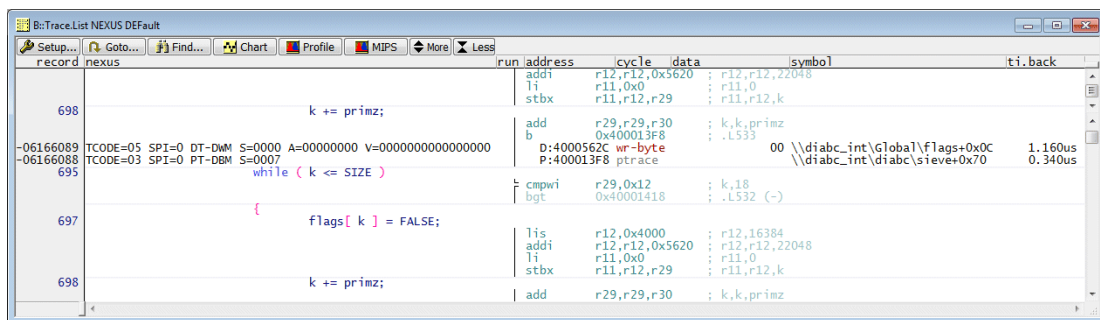 B::Trace.List NEXUS DEFault
Setup... Goto... Find... Chart Profile MIPS More Less
record nexus run address cycle data symbol ti.back
addi r12,r12,0x5620 ; r12,r12,22048
li r11,0x0 ; r11,0
stbx r11,r12,r29 ; r11,r12,k
698 k += primz;
add r29,r29,r30 ; k,k,primz
b 0x400013F8 ; .L533
-06166089 TCODE=05 SPI=0 DT-DWM S=0000 A=00000000 V=0000000000000000 D:4000562C wr-byte 00 \\diabc_int\Global\flags+0x0C 1.160us
-06166088 TCODE=03 SPI=0 PT-DBM S=0007 P:400013F8 ptrace \\diabc_int\diabc\sieve+0x70 0.340us
695 while ( k <= SIZE )
cmpwi r29,0x12 ; k,18
bgt 0x40001418 ; .L532 (-)
{
697 flags[ k ] = FALSE;
lis r12,0x4000 ; r12,16384
addi r12,r12,0x5620 ; r12,r12,22048
li r11,0x0 ; r11,0
stbx r11,r12,r29 ; r11,r12,k
698 k += primz;
add r29,r29,r30 ; k,k,primz